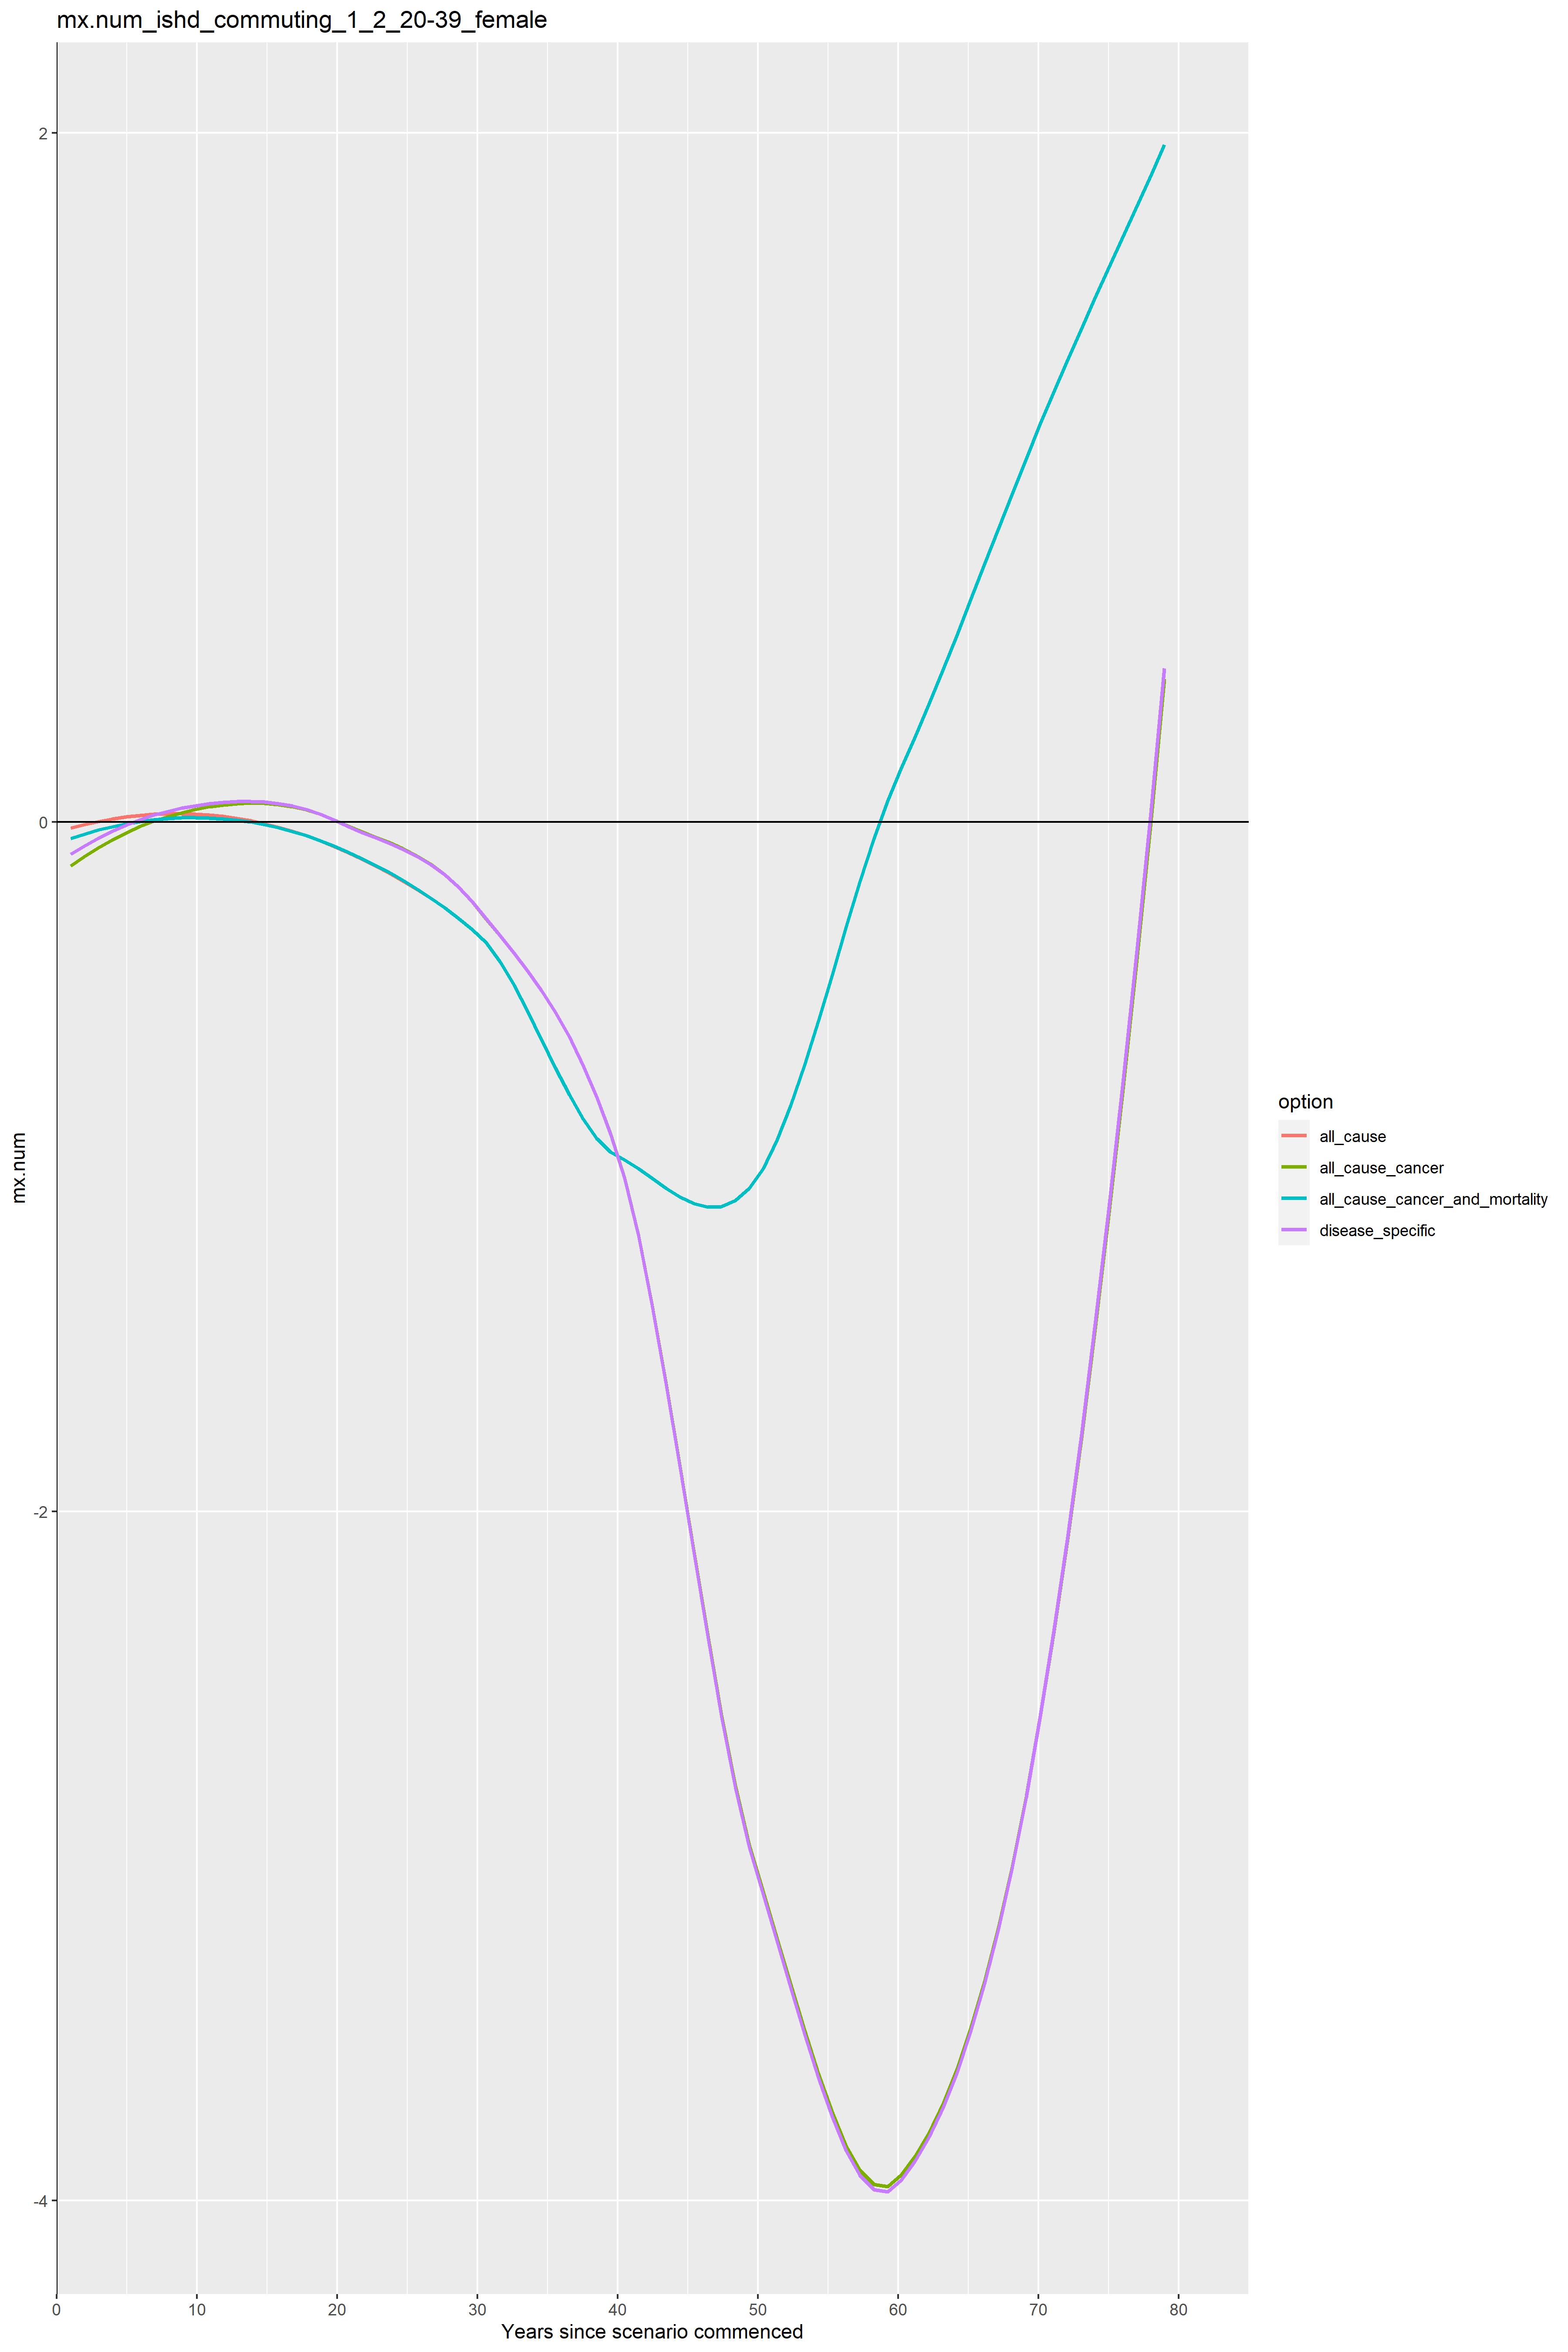 mx.num_ishd_commuting_1_2_20-39_female
2
0
-2
-4
mx.num
0 10 20 30 40 50 60 70 80
Years since scenario commenced
option
all_cause
all_cause_cancer
all_cause_cancer_and_mortality
disease_specific